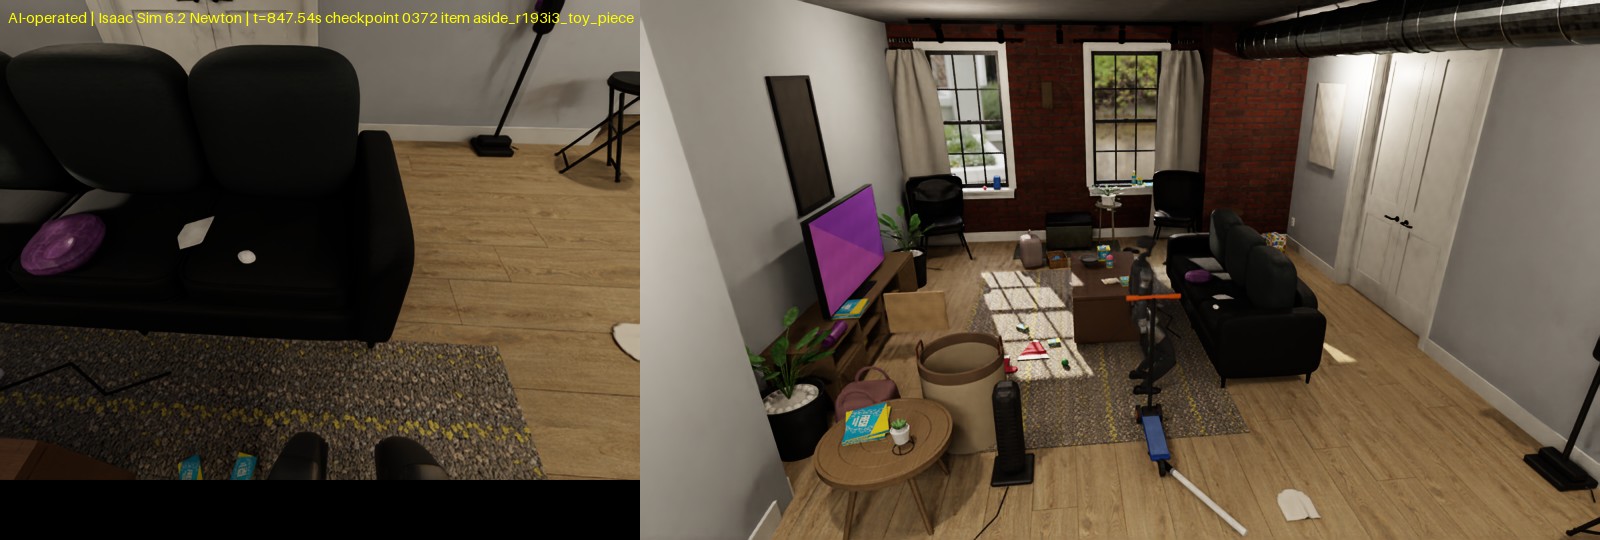 AI-operated | Isaac Sim 6.2 Newton | t=847.54s checkpoint 0372 item aside_r193i3_toy_piece